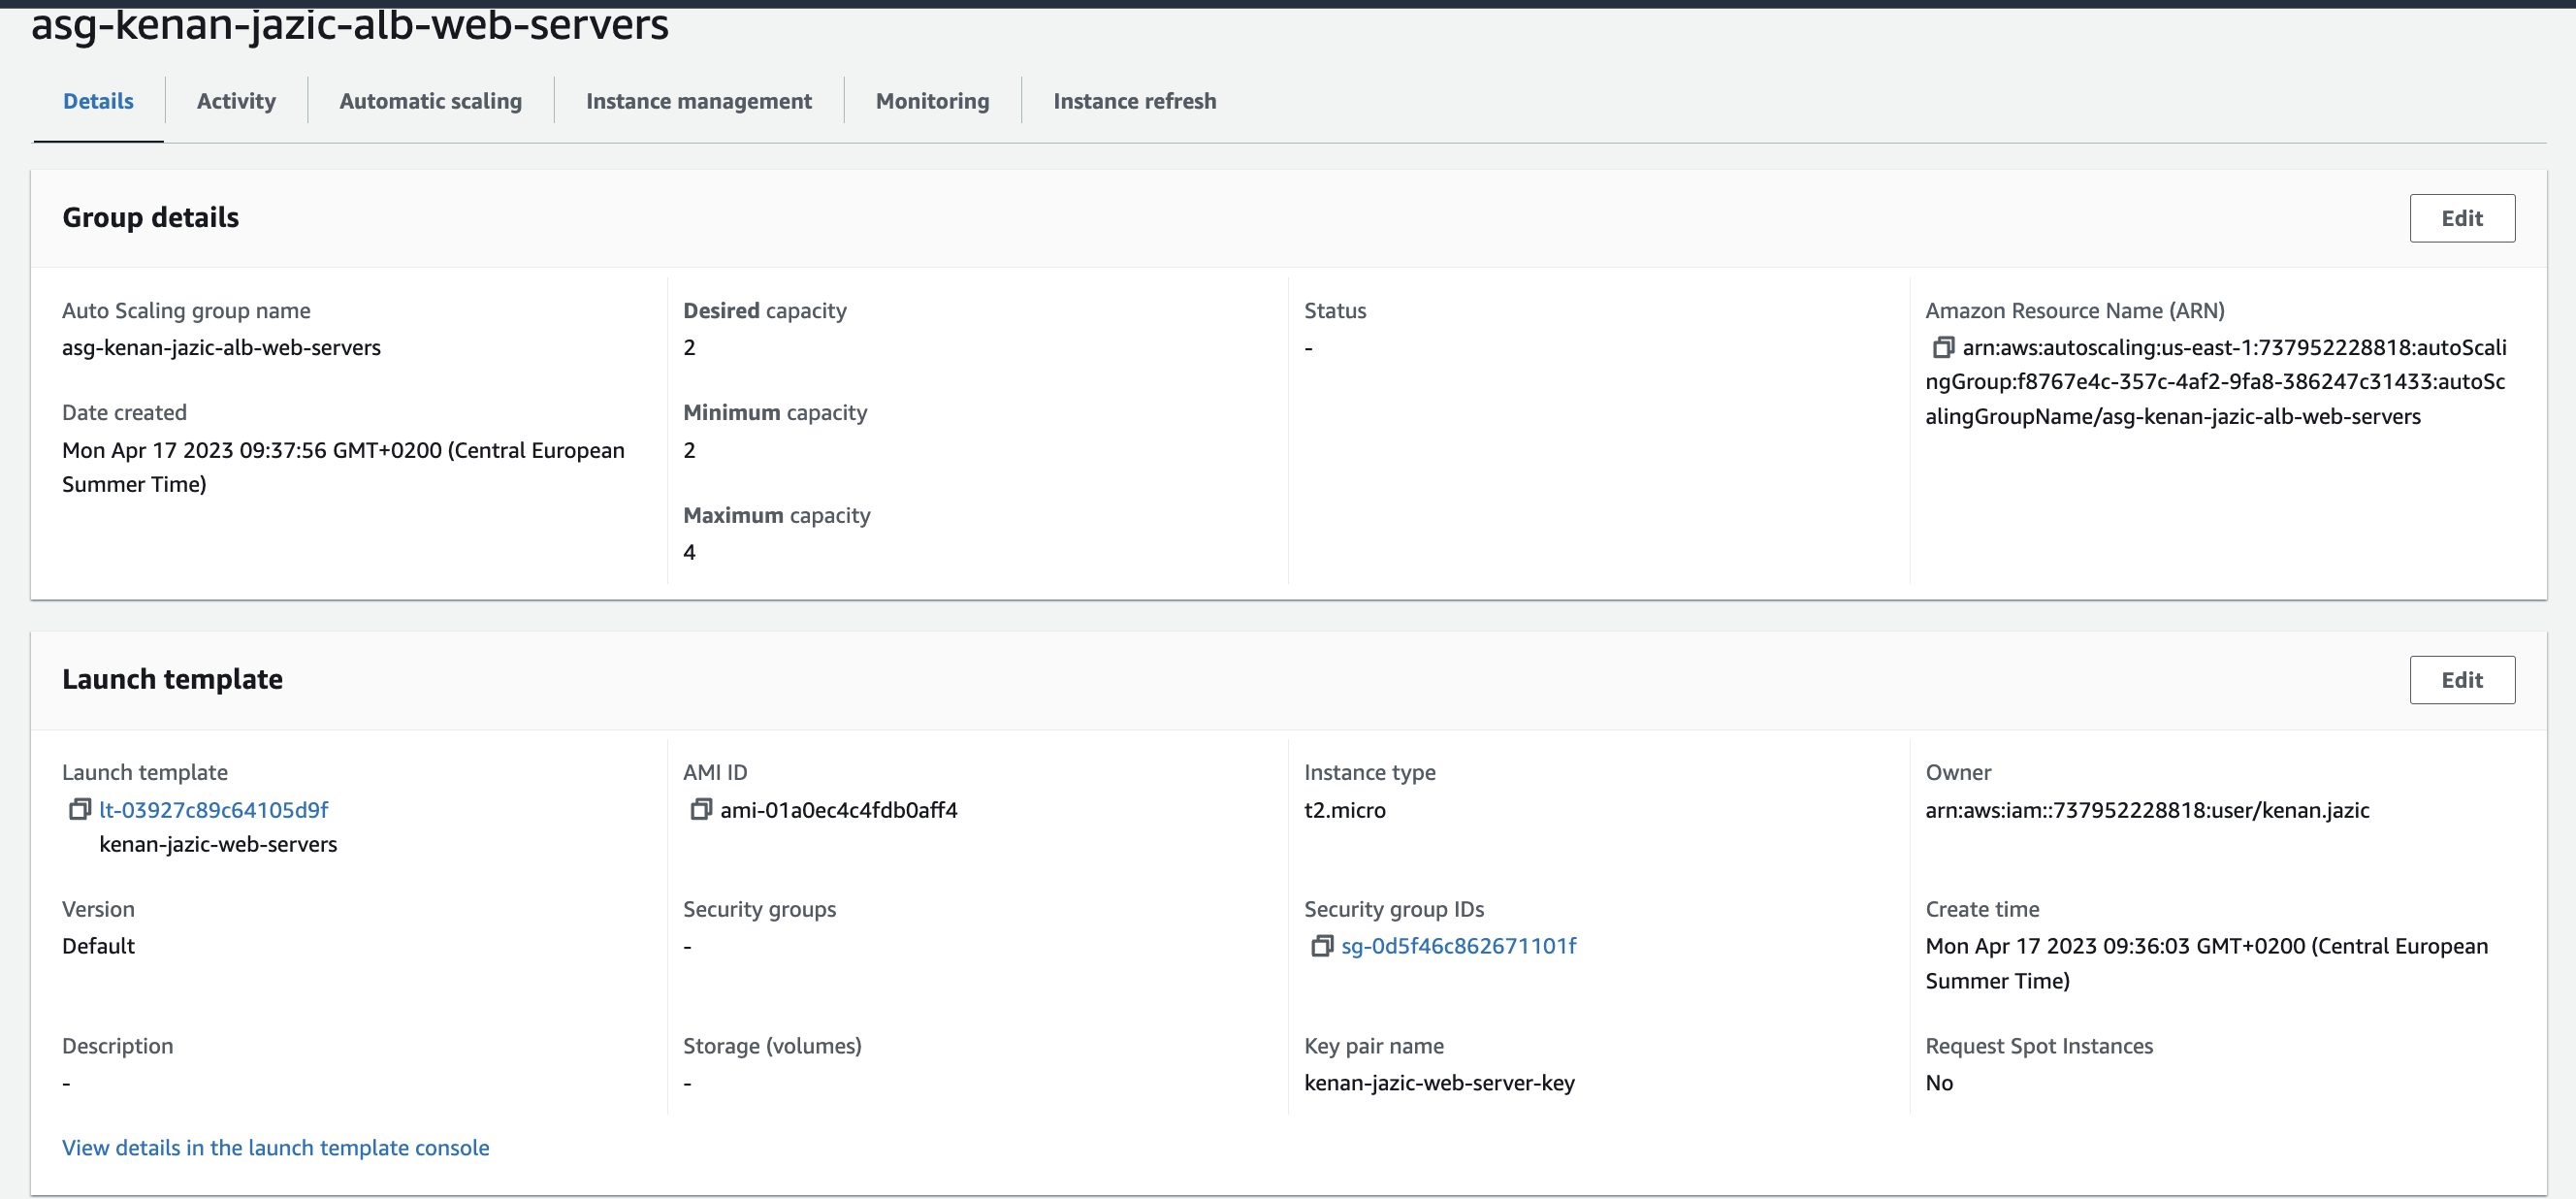 asg-kenan-jazic-alb-web-servers
Details
Activity
Automatic scaling
Instance management
Monitoring
Instance refresh
Group details
Edit
Auto Scaling group name
asg-kenan-jazic-alb-web-servers
Date created
Mon Apr 17 2023 09:37:56 GMT+0200 (Central European
Summer Time)
Desired capacity
2
Minimum capacity
2
Maximum capacity
4
Status
-
Amazon Resource Name (ARN)
arn:aws:autoscaling:us-east-1:737952228818:autoScali
ngGroup:f8767e4c-357c-4af2-9fa8-386247c31433:autoSc
alingGroupName/asg-kenan-jazic-alb-web-servers
Launch template
Edit
Launch template
lt-03927c89c64105d9f
kenan-jazic-web-servers
AMI ID
ami-01a0ec4c4fdb0aff4
Instance type
t2.micro
Owner
arn:aws:iam::737952228818:user/kenan.jazic
Version
Default
Security groups
-
Security group IDs
sg-0d5f46c862671101f
Create time
Mon Apr 17 2023 09:36:03 GMT+0200 (Central European
Summer Time)
Description
-
Storage (volumes)
-
Key pair name
kenan-jazic-web-server-key
Request Spot Instances
No
View details in the launch template console